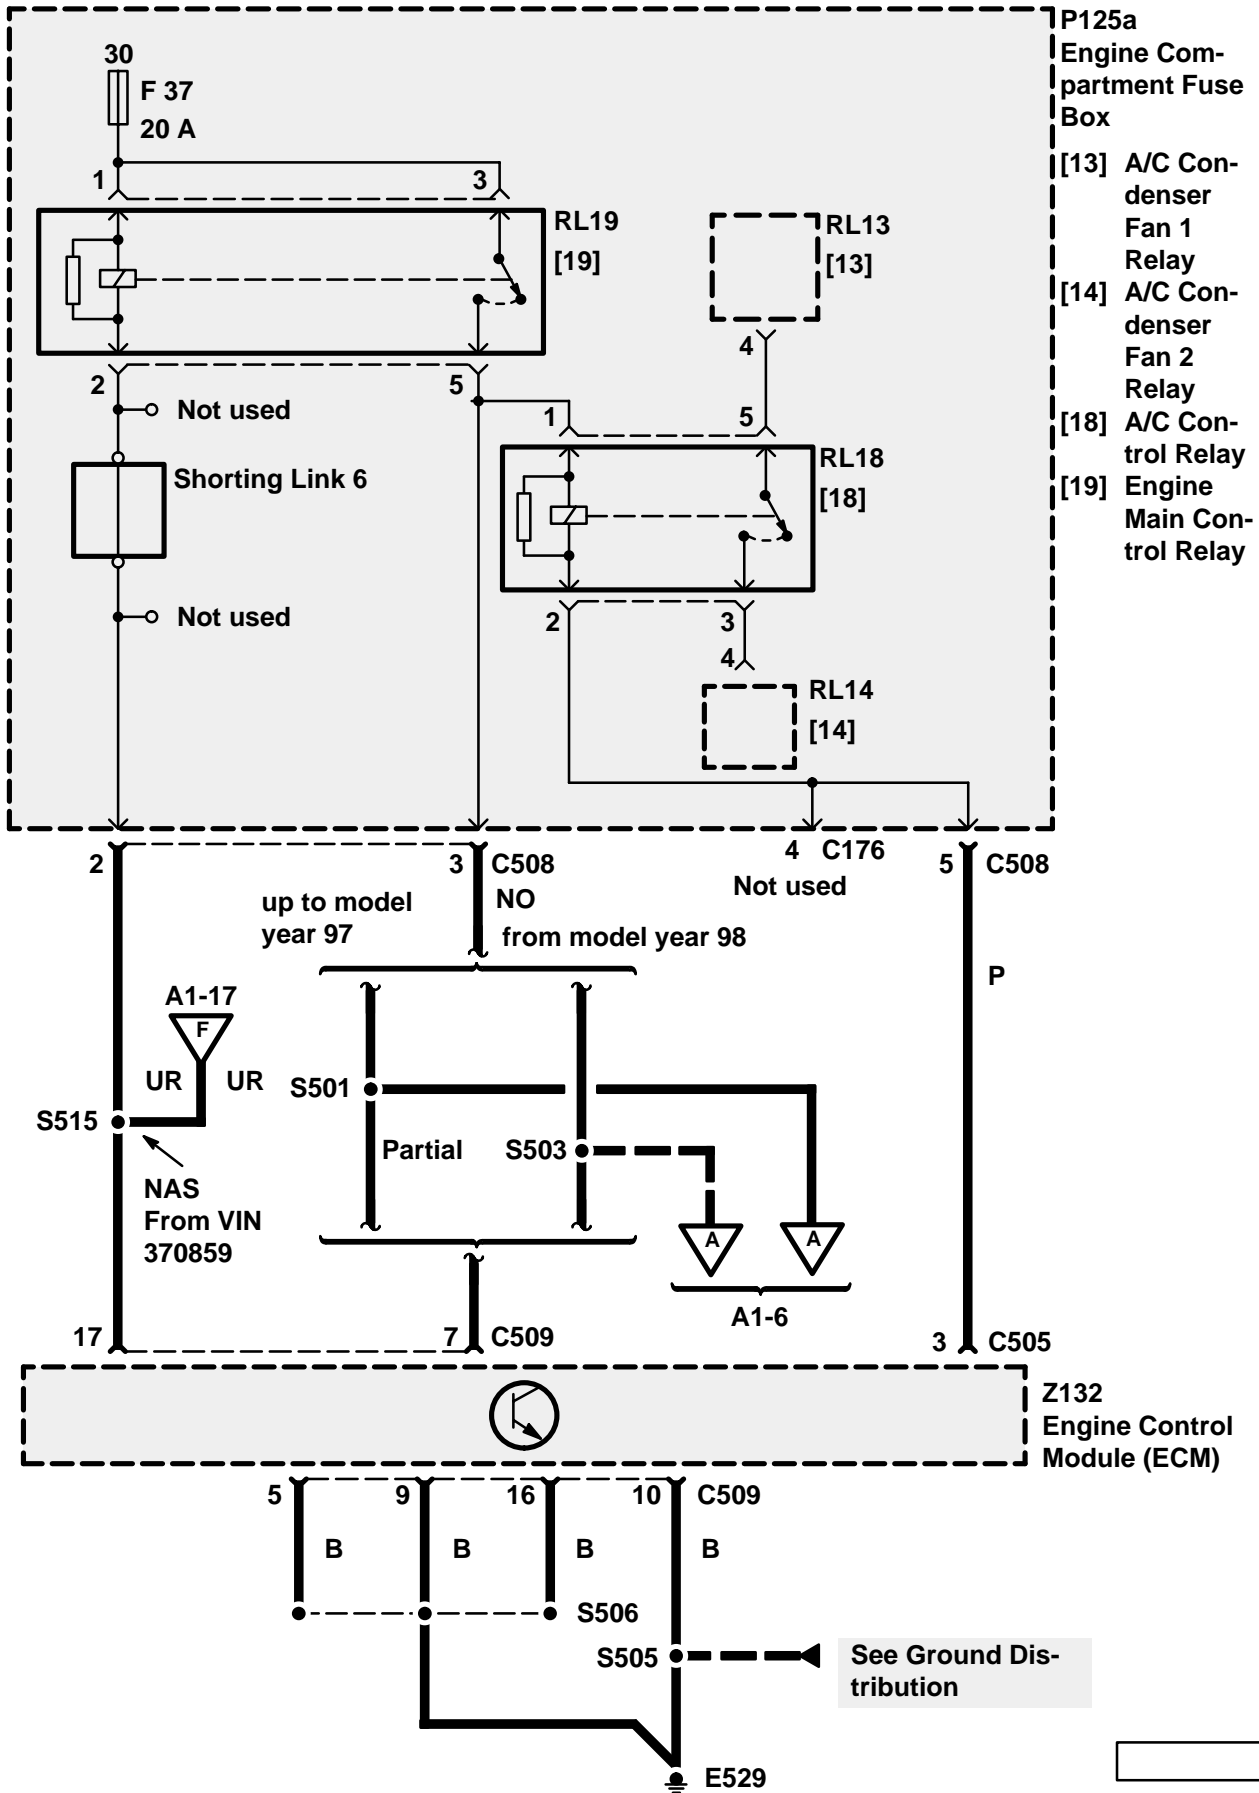 P125a
Engine Com-
partment Fuse
Box
[13] A/C Con-
denser
Fan 1
Relay
[14] A/C Con-
denser
Fan 2
Relay
[18] A/C Con-
trol Relay
[19] Engine
Main Con-
trol Relay
30
F 37
20 A
1 3
RL19
[19]
RL13
[13]
4
2 5
Not used
1 5
Shorting Link 6
RL18
[18]
Not used
2 3
4
RL14
[14]
2 3 C508 4 C176 5 C508
Not used
NO
up to model
year 97
from model year 98
P
A1-17
F
UR UR
S501
S515
Partial S503
NAS
From VIN
370859
A A
A1-6
17 7 C509 3 C505
Z132
Engine Control
Module (ECM)
5 9 16 10 C509
B B B B
S506
S505
See Ground Dis-
tribution
E529